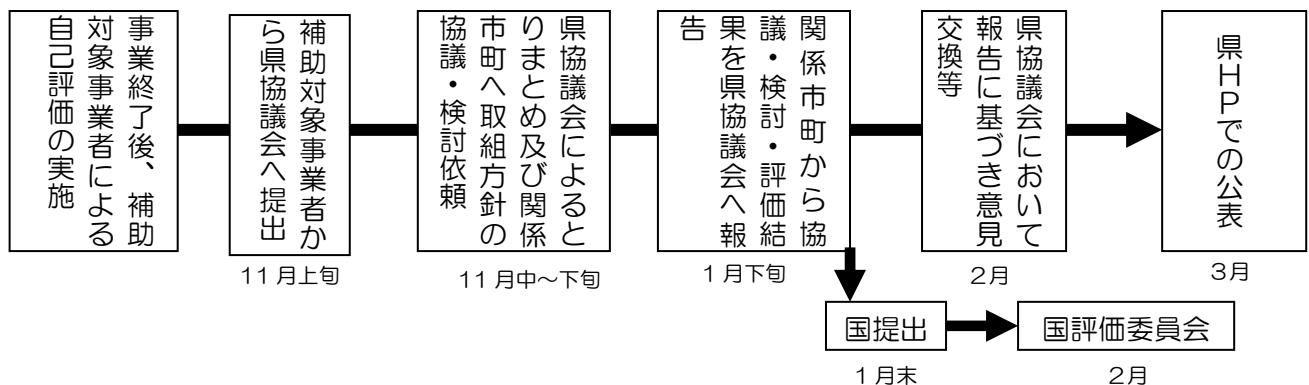 事業終了後、補助
対象事業者による
自己評価の実施
補助対象事業者か
ら県協議会へ提出
11月上旬
県協議会によると
りまとめ及び関係
市町へ取組方針の
協議・検討依頼
11月中～下旬
関係市町から協
議・検討・評価結
果を県協議会へ報
告
1月下旬
県協議会において
報告に基づき意見
交換等
2月
県HPでの公表
3月
国提出
1月末
国評価委員会
2月